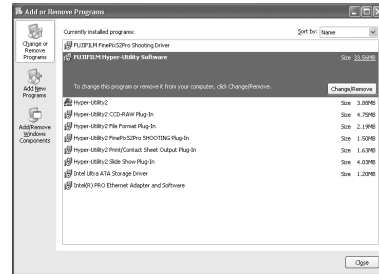 Add or Remove Programs
Change or
Remove
Programs
Add New
Programs
Add/Remove
Windows
Components
Currently installed programs:
Sort by: Name
FUJIFILM FinePixS2Pro Shooting Driver
FUJIFILM Hyper-Utility Software Size 33.56MB
To change this program or remove it from your computer, click Change/Remove. Change/Remove
Hyper-Utility2 Size 3.88MB
Hyper-Utility2 CCD-RAW Plug-In Size 4.75MB
Hyper-Utility2 File Format Plug-In Size 2.19MB
Hyper-Utility2 FinePixS2Pro SHOOTING Plug-In Size 1.50MB
Hyper-Utility2 Print/Contact Sheet Output Plug-In Size 1.63MB
Hyper-Utility2 Slide Show Plug-In Size 4.03MB
Intel Ultra ATA Storage Driver Size 1.20MB
Intel(R) PRO Ethernet Adapter and Software
Close